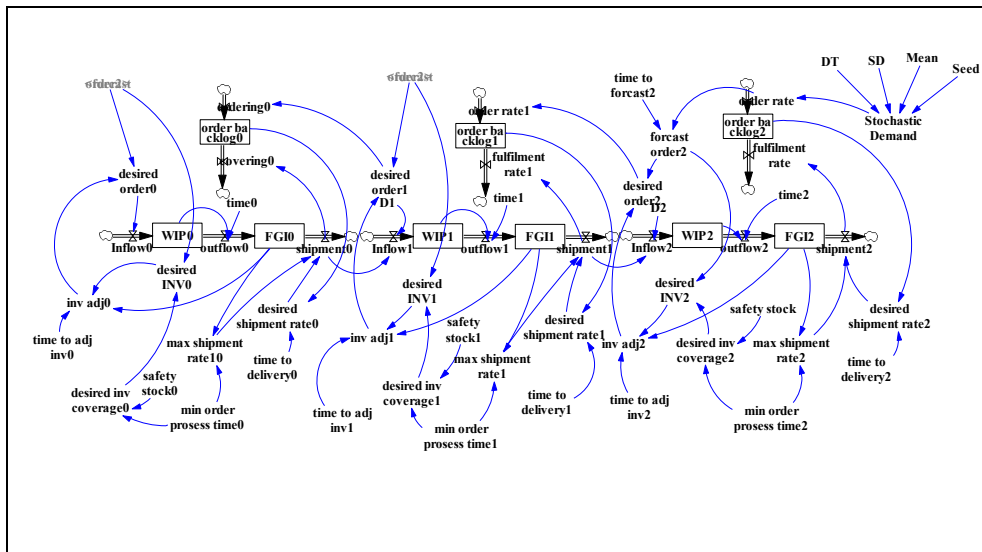 DT
SD
Mean
Seed
Stochastic
Demand
time to
forcast2
order rate
order ba
cklog2
fulfilment
rate
forcast
order2
ordering0
order ba
cklog0
overing0
order rate1
order ba
cklog1
fulfilment
rate1
desired
order0
time0
desired
order1
D1
time1
desired
order2
D2
time2
WIP0
FGI0
WIP1
FGI1
WIP2
FGI2
Inflow0
outflow0
shipment0
Inflow1
outflow1
shipment1
Inflow2
outflow2
shipment2
desired
INV0
inv adj0
time to adj
inv0
desired
shipment rate0
max shipment
rate10
time to
delivery0
desired inv
coverage0
safety
stock0
min order
prosess time0
desired
INV1
inv adj1
safety
stock1
desired
shipment rate1
max shipment
rate1
time to adj
inv1
desired inv
coverage1
min order
prosess time1
time to
delivery1
desired
INV2
inv adj2
safety stock
desired inv
coverage2
max shipment
rate2
desired
shipment rate2
time to
delivery2
time to adj
inv2
min order
prosess time2